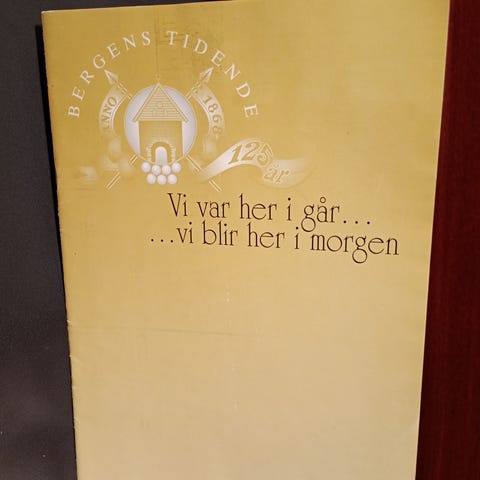 BERGENS TIDENDE
ANNO 1868
125 år
Vi var her i går...
...vi blir her i morgen